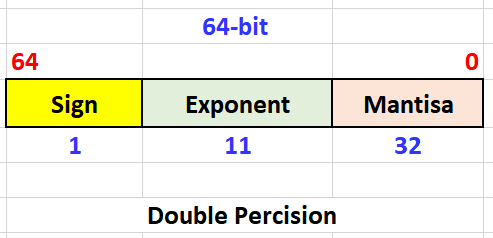 64-bit
64 0
Sign Exponent Mantisa
1 11 32
Double Percision